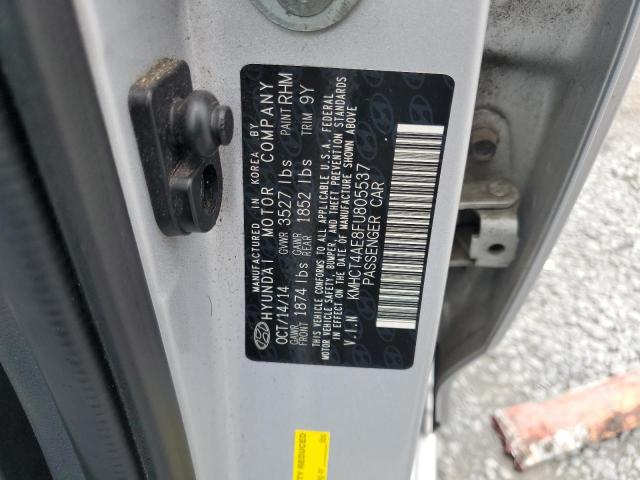 MANUFACTURED IN KOREA BY
HYUNDAI MOTOR COMPANY
OCT/14/14 GVWR 3527 lbs PAINT RHM
GAWR FRONT 1874 lbs GAWR REAR 1852 lbs TRIM 9Y
THIS VEHICLE CONFORMS TO ALL APPLICABLE U.S.A. FEDERAL
MOTOR VEHICLE SAFETY, BUMPER, AND THEFT PREVENTION STANDARDS
IN EFFECT ON THE DATE OF MANUFACTURE SHOWN ABOVE
V.I.N KMHCT4AE8FU805537
PASSENGER CAR
REDUCED